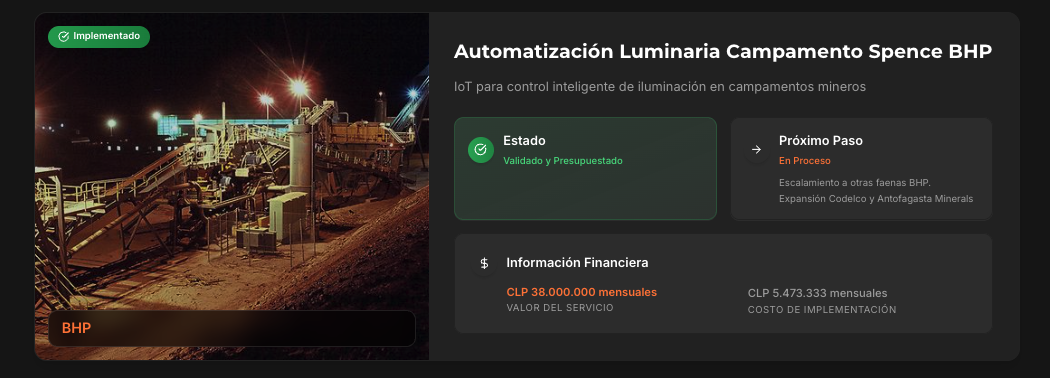 Implementado
BHP
Automatización Luminaria Campamento Spence BHP
IoT para control inteligente de iluminación en campamentos mineros
Estado
Validado y Presupuestado
Próximo Paso
En Proceso
Escalamiento a otras faenas BHP.
Expansión Codelco y Antofagasta Minerals
$ Información Financiera
CLP 38.000.000 mensuales
VALOR DEL SERVICIO
CLP 5.473.333 mensuales
COSTO DE IMPLEMENTACIÓN